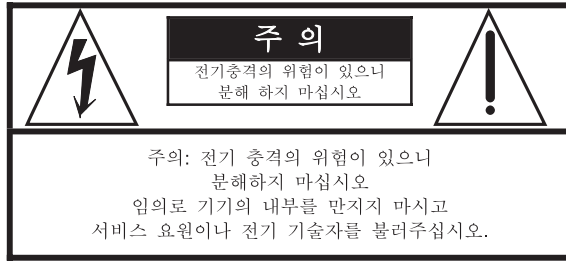 주 의
전기충격의 위험이 있으니
분해 하지 마십시오
주의: 전기 충격의 위험이 있으니
분해하지 마십시오
임의로 기기의 내부를 만지지 마시고
서비스 요원이나 전기 기술자를 불러주십시오.